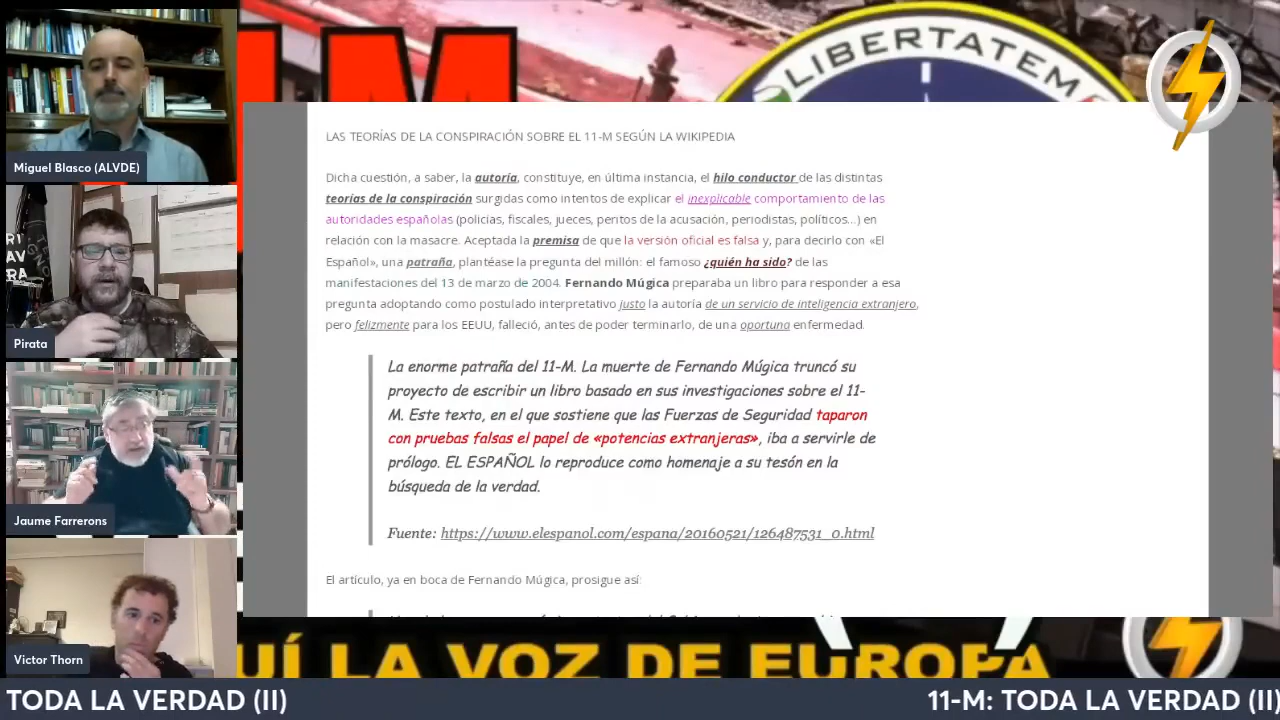 LIBERTATEM
Miguel Blasco (ALVDE)
Pirata
Jaume Farrerons
Victor Thorn
LAS TEORÍAS DE LA CONSPIRACIÓN SOBRE EL 11-M SEGÚN LA WIKIPEDIA
Dicha cuestión, a saber, la autoría, constituye, en última instancia, el hilo conductor de las distintas
teorías de la conspiración surgidas como intentos de explicar el inexplicable comportamiento de las
autoridades españolas (policías, fiscales, jueces, peritos de la acusación, periodistas, políticos...) en
relación con la masacre. Aceptada la premisa de que la versión oficial es falsa y, para decirlo con «El
Español», una patraña, plantéase la pregunta del millón: el famoso ¿quién ha sido? de las
manifestaciones del 13 de marzo de 2004. Fernando Múgica preparaba un libro para responder a esa
pregunta adoptando como postulado interpretativo justo la autoría de un servicio de inteligencia extranjero,
pero felizmente para los EEUU, falleció, antes de poder terminarlo, de una oportuna enfermedad.
La enorme patraña del 11-M. La muerte de Fernando Múgica truncó su
proyecto de escribir un libro basado en sus investigaciones sobre el 11-
M. Este texto, en el que sostiene que las Fuerzas de Seguridad taparon
con pruebas falsas el papel de «potencias extranjeras», iba a servirle de
prólogo. EL ESPAÑOL lo reproduce como homenaje a su tesón en la
búsqueda de la verdad.
Fuente: https://www.elespanol.com/espana/20160521/126487531_0.html
El artículo, ya en boca de Fernando Múgica, prosigue así:
UÍ LA VOZ DE EUROPA
TODA LA VERDAD (II)
11-M: TODA LA VERDAD (II)